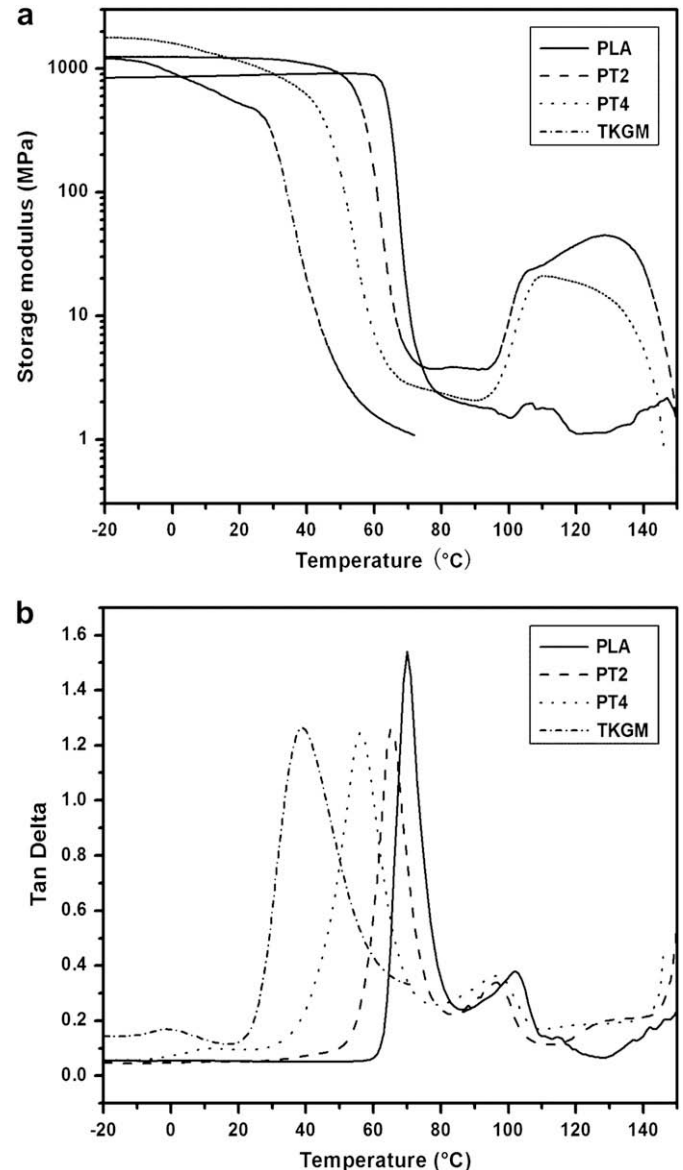 a
1000
100
10
1
Storage modulus (MPa)
PLA
PT2
PT4
TKGM
-20 0 20 40 60 80 100 120 140
Temperature (°C)
b
1.6
1.4
1.2
1.0
0.8
0.6
0.4
0.2
0.0
Tan Delta
PLA
PT2
PT4
TKGM
-20 0 20 40 60 80 100 120 140
Temperature (°C)